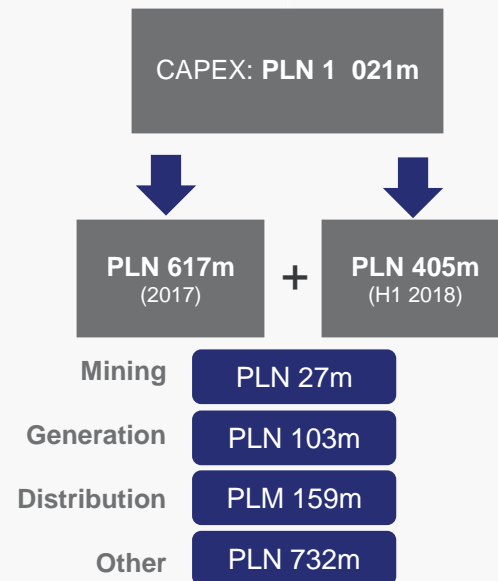 CAPEX: PLN 1 021m
PLN 617m
(2017)
+
PLN 405m
(H1 2018)
Mining
PLN 27m
Generation
PLN 103m
Distribution
PLM 159m
Other
PLN 732m